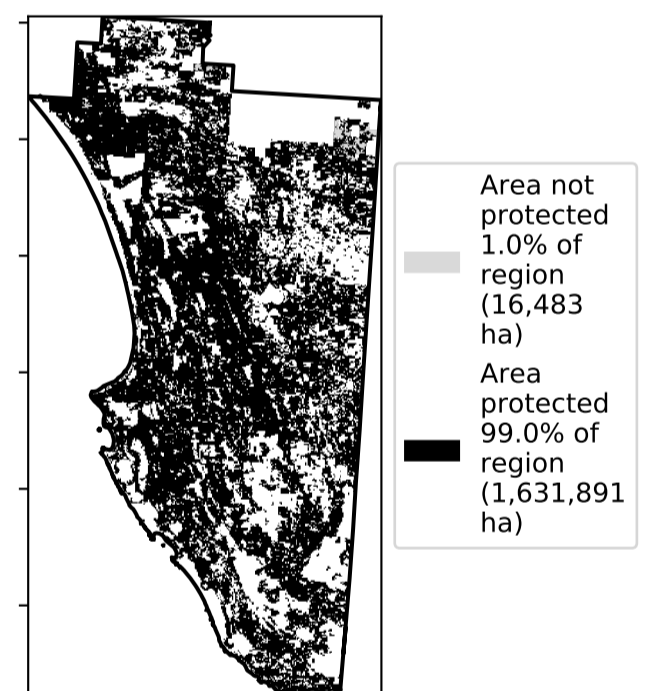 Area not
protected
1.0% of
region
(16,483
ha)
Area
protected
99.0% of
region
(1,631,891
ha)